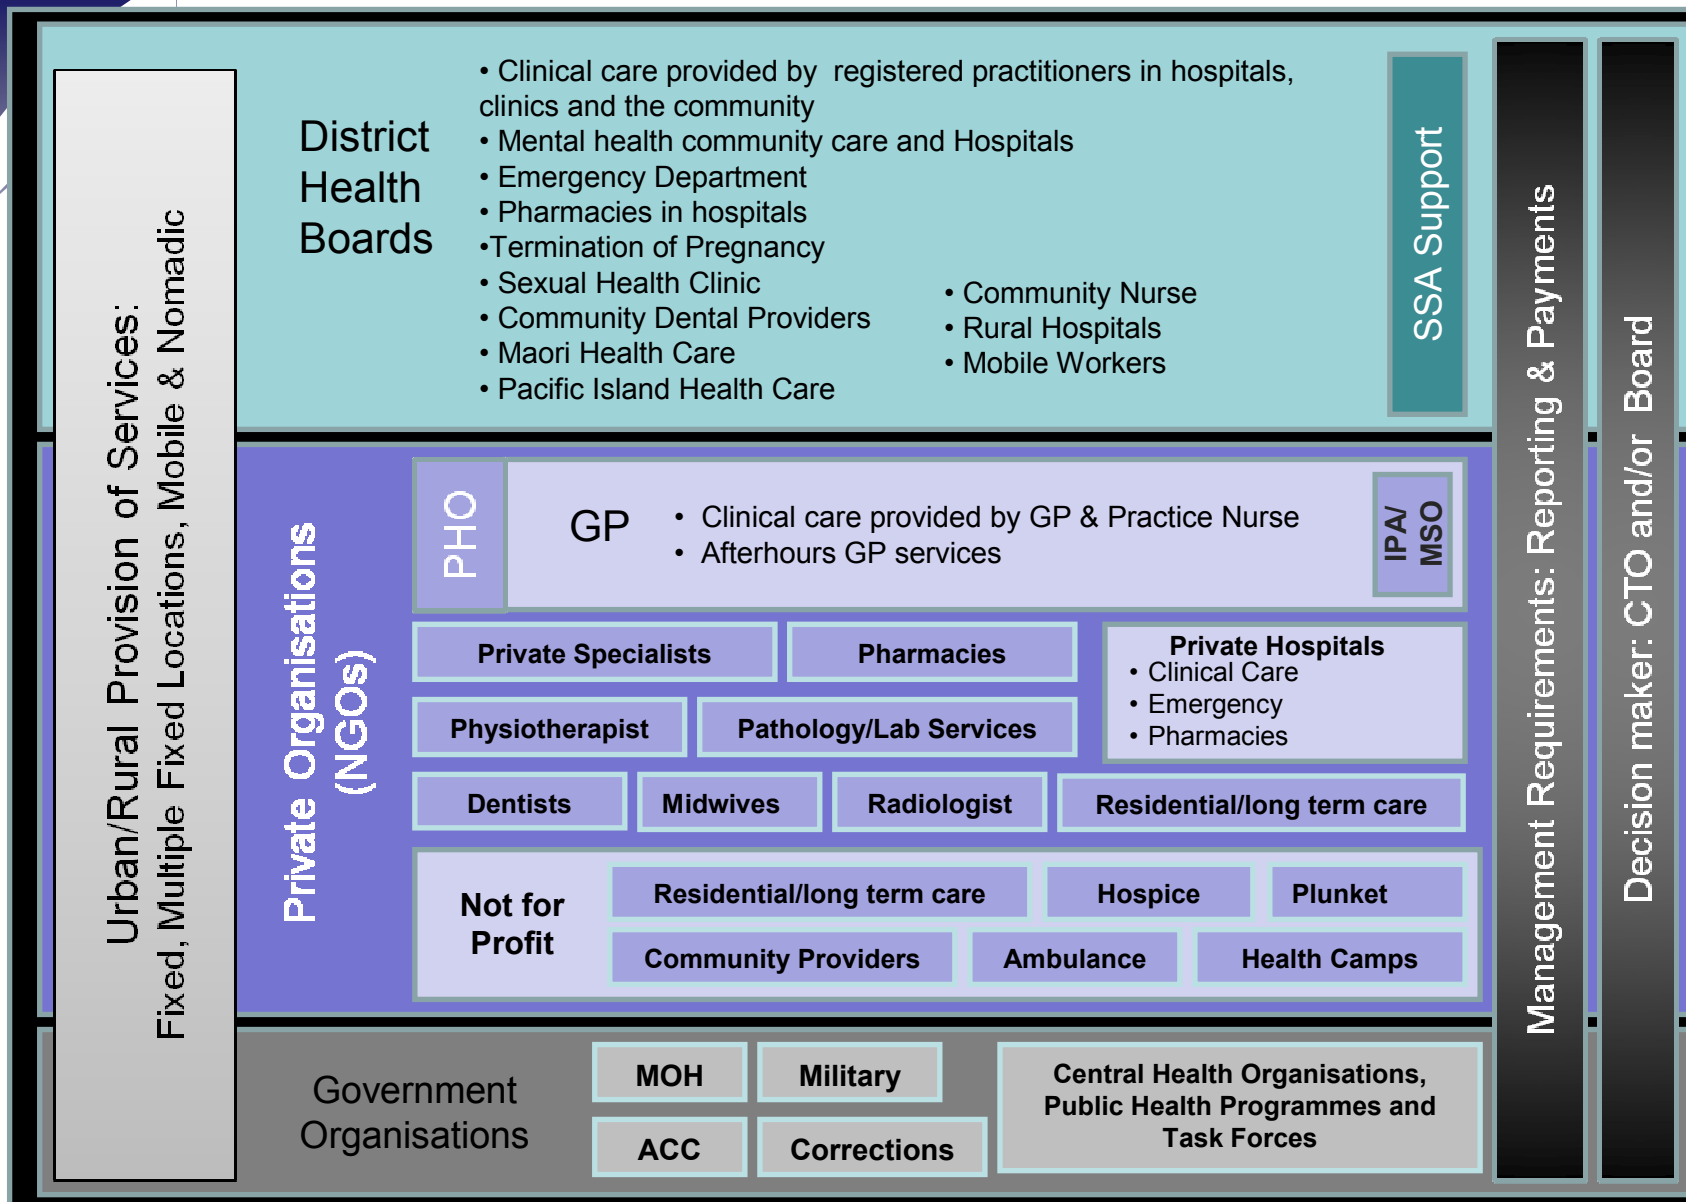 Urban/Rural Provision of Services:
Fixed, Multiple Fixed Locations, Mobile & Nomadic
District
Health
Boards
• Clinical care provided by  registered practitioners in hospitals,
clinics and the community
• Mental health community care and Hospitals
• Emergency Department
• Pharmacies in hospitals
•Termination of Pregnancy
• Sexual Health Clinic
• Community Dental Providers
• Maori Health Care
• Pacific Island Health Care
• Community Nurse
• Rural Hospitals
• Mobile Workers
SSA Support
Private Organisations
(NGOs)
PHO
GP
• Clinical care provided by GP & Practice Nurse
• Afterhours GP services
IPA/
MSO
Private Specialists
Pharmacies
Private Hospitals
• Clinical Care
• Emergency
• Pharmacies
Physiotherapist
Pathology/Lab Services
Dentists
Midwives
Radiologist
Residential/long term care
Not for
Profit
Residential/long term care
Hospice
Plunket
Community Providers
Ambulance
Health Camps
Government
Organisations
MOH
Military
ACC
Corrections
Central Health Organisations,
Public Health Programmes and
Task Forces
Management Requirements: Reporting & Payments
Decision maker: CTO and/or  Board